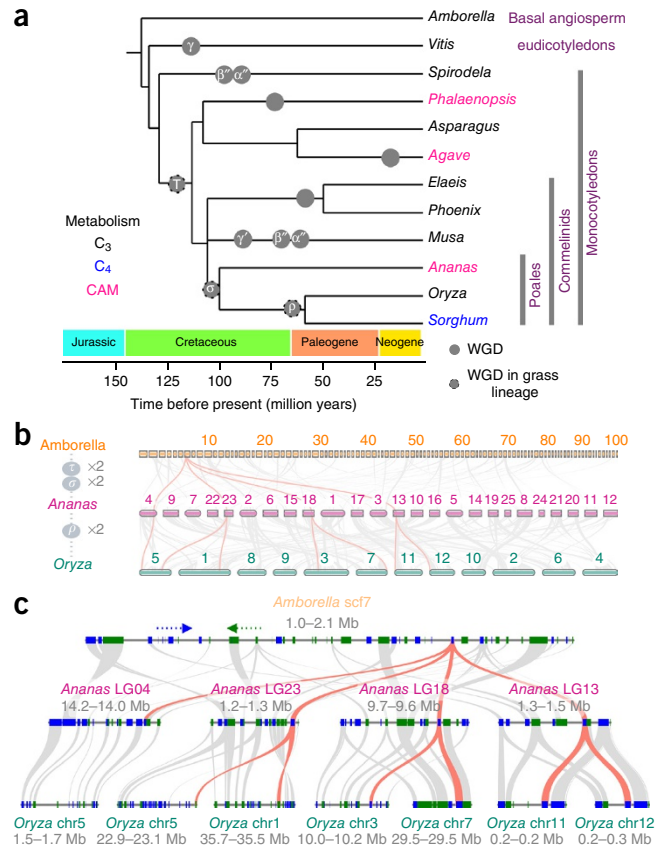 a
Amborella Basal angiosperm
Vitis eudicotyledons
γ
Spirodela
β″ α″
Phalaenopsis
Asparagus
Agave
T
Elaeis
Phoenix
Musa
γ′ β″ α″
Ananas
σ
Oryza
ρ
Sorghum
Poales
Commelinids
Monocotyledons
Metabolism
C3
C4
CAM
Jurassic Cretaceous Paleogene Neogene
150 125 100 75 50 25
Time before present (million years)
WGD
WGD in grass
lineage
b
Amborella 10 20 30 40 50 60 70 80 90 100
τ ×2
σ ×2
Ananas 4 9 7 22 23 2 6 15 18 1 17 3 13 10 16 5 14 19 25 8 24 21 20 11 12
ρ ×2
Oryza 5 1 8 9 3 7 11 12 10 2 6 4
c
Amborella scf7
1.0–2.1 Mb
Ananas LG04 Ananas LG23 Ananas LG18 Ananas LG13
14.2–14.0 Mb 1.2–1.3 Mb 9.7–9.6 Mb 1.3–1.5 Mb
Oryza chr5 Oryza chr5 Oryza chr1 Oryza chr3 Oryza chr7 Oryza chr11 Oryza chr12
1.5–1.7 Mb 22.9–23.1 Mb 35.7–35.5 Mb 10.0–10.2 Mb 29.5–29.5 Mb 0.2–0.2 Mb 0.2–0.3 Mb